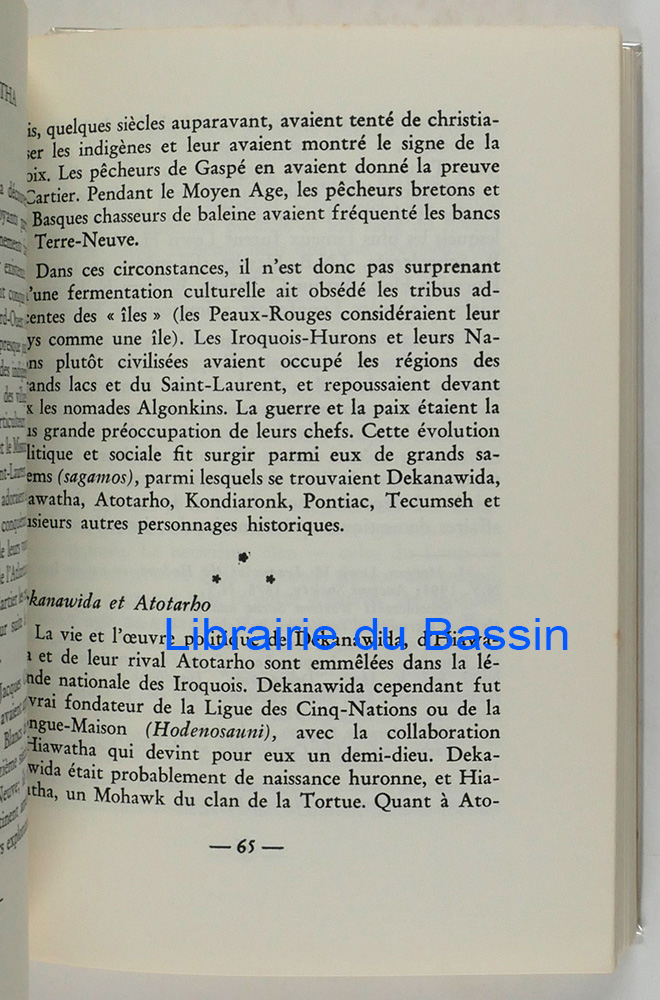 is, quelques siècles auparavant, avaient tenté de christia-
ser les indigènes et leur avaient montré le signe de la
oix. Les pêcheurs de Gaspé en avaient donné la preuve
Cartier. Pendant le Moyen Age, les pêcheurs bretons et
Basques chasseurs de baleine avaient fréquenté les bancs
Terre-Neuve.
Dans ces circonstances, il n'est donc pas surprenant
'une fermentation culturelle ait obsédé les tribus ad-
centes des « îles » (les Peaux-Rouges considéraient leur
ys comme une île). Les Iroquois-Hurons et leurs Na-
ns plutôt civilisées avaient occupé les régions des
ands lacs et du Saint-Laurent, et repoussaient devant
x les nomades Algonkins. La guerre et la paix étaient la
us grande préoccupation de leurs chefs. Cette évolution
litique et sociale fit surgir parmi eux de grands sa-
ems (sagamos), parmi lesquels se trouvaient Dekanawida,
awatha, Atotarho, Kondiaronk, Pontiac, Tecumseh et
usieurs autres personnages historiques.
* * *
kanawida et Atotarho
La vie et l'œuvre politique de Dekanawida, d'Hiawa-
a et de leur rival Atotarho sont emmêlées dans la lé-
nde nationale des Iroquois. Dekanawida cependant fut
vrai fondateur de la Ligue des Cinq-Nations ou de la
ngue-Maison (Hodenosauni), avec la collaboration
Hiawatha qui devint pour eux un demi-dieu. Deka-
wida était probablement de naissance huronne, et Hia-
tha, un Mohawk du clan de la Tortue. Quant à Ato-
— 65 —
Librairie du Bassin